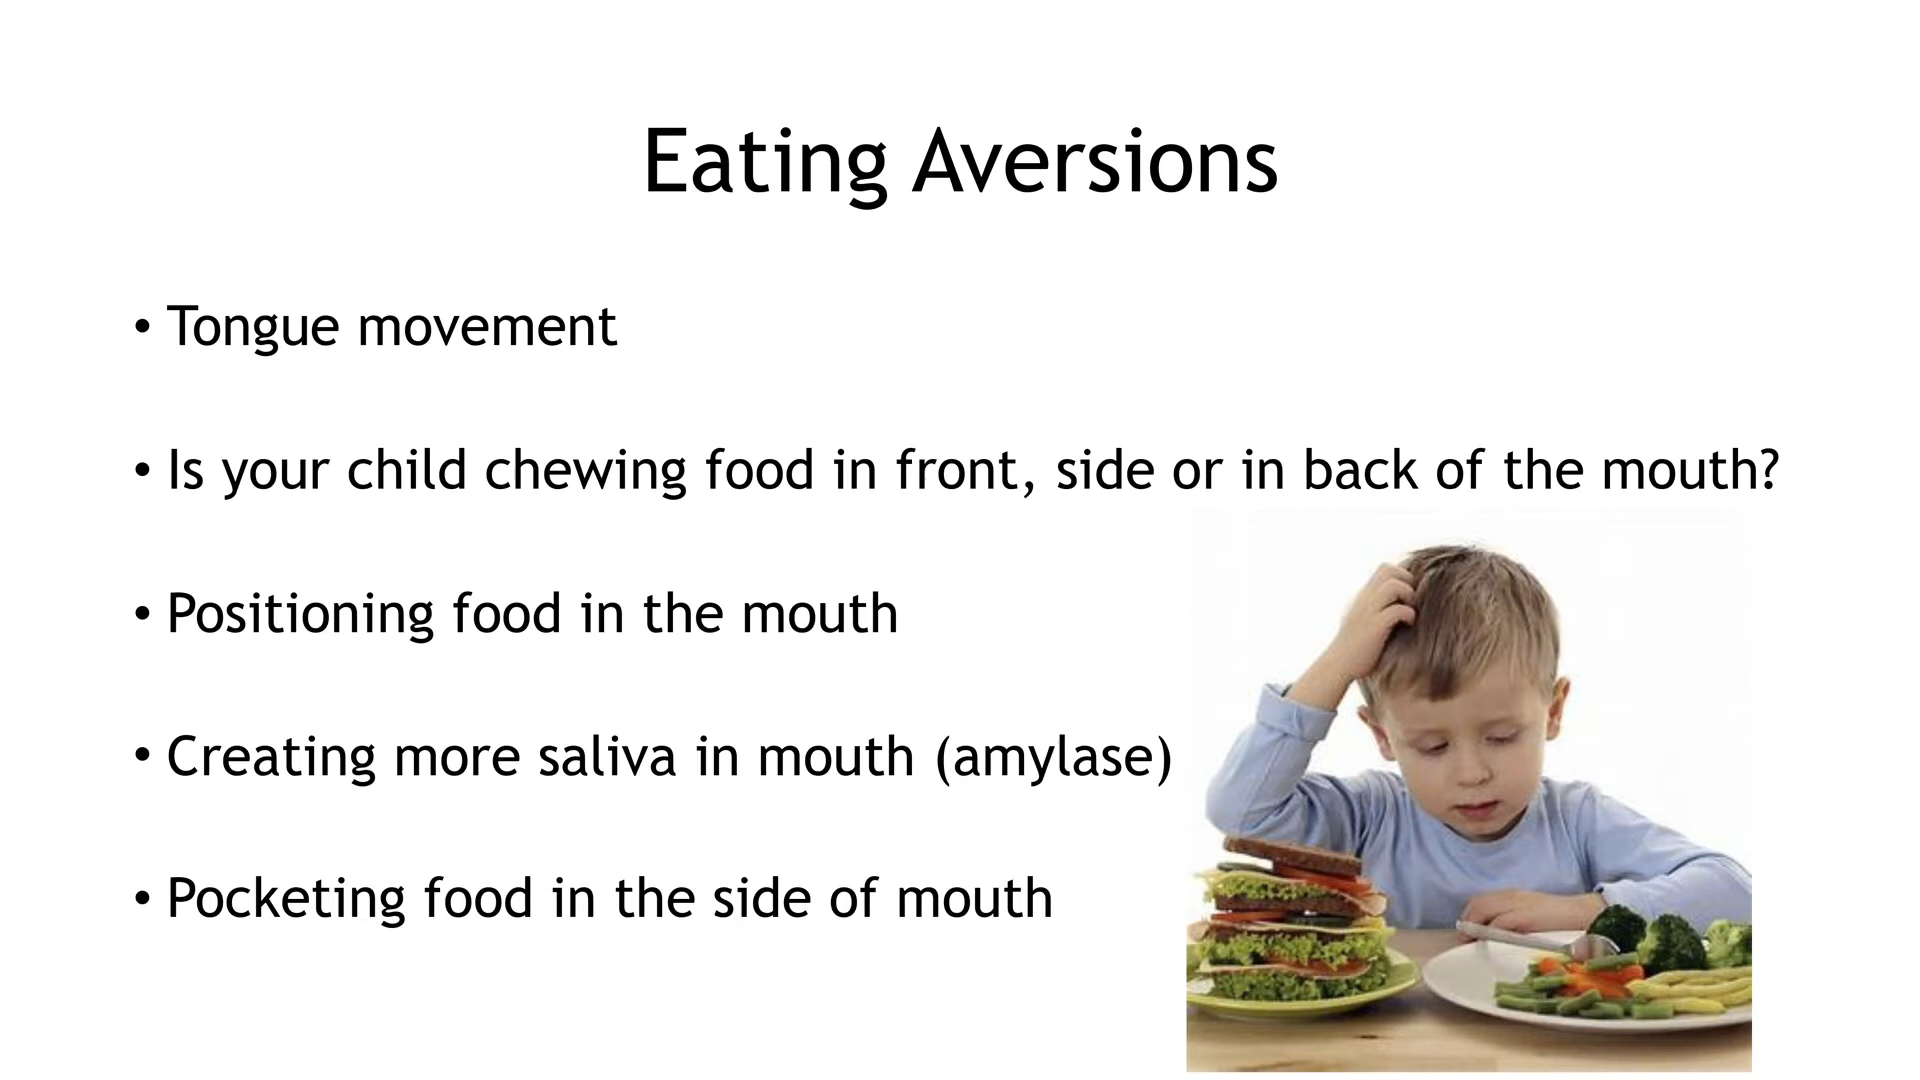 Eating Aversions
• Tongue movement
• Is your child chewing food in front, side or in back of the mouth?
• Positioning food in the mouth
• Creating more saliva in mouth (amylase)
• Pocketing food in the side of mouth